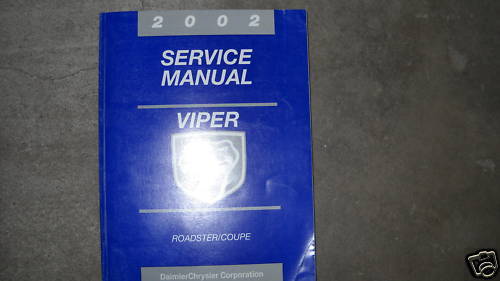 2002
SERVICE
MANUAL
VIPER
ROADSTER/COUPE
DaimlerChrysler Corporation